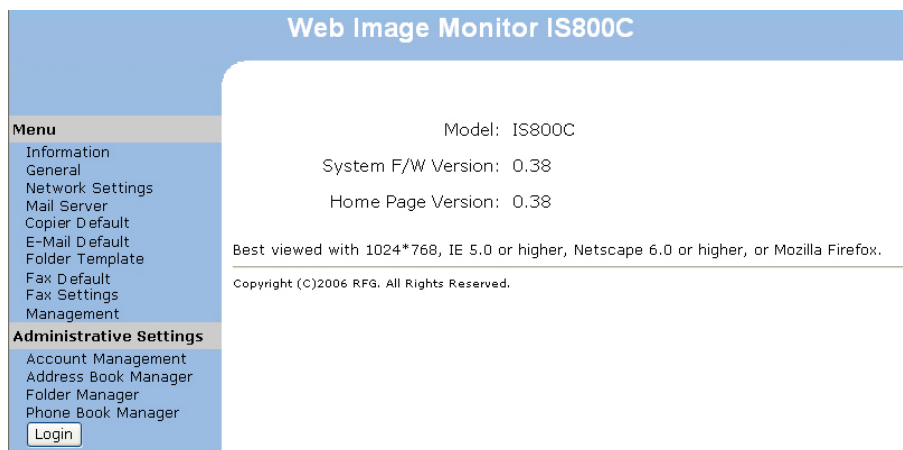 Web Image Monitor IS800C
Menu
Information
General
Network Settings
Mail Server
Copier Default
E-Mail Default
Folder Template
Fax Default
Fax Settings
Management
Administrative Settings
Account Management
Address Book Manager
Folder Manager
Phone Book Manager
Login
Model: IS800C
System F/W Version: 0.38
Home Page Version: 0.38
Best viewed with 1024*768, IE 5.0 or higher, Netscape 6.0 or higher, or Mozilla Firefox.
Copyright (C)2006 RFG. All Rights Reserved.